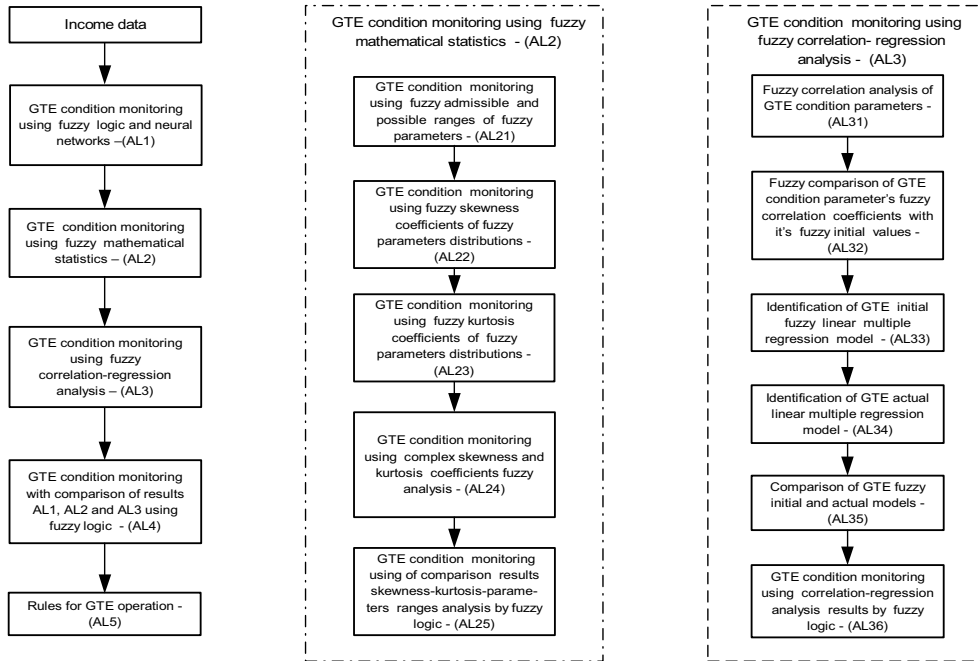 Income data
GTE condition monitoring
using fuzzy logic and neural
networks –(AL1)
GTE condition monitoring
using fuzzy mathematical
statistics – (AL2)
GTE condition monitoring
using fuzzy
correlation-regression
analysis – (AL3)
GTE condition monitoring
with comparison of results
AL1, AL2 and AL3 using
fuzzy logic - (AL4)
Rules for GTE operation -
(AL5)
GTE condition monitoring using fuzzy
mathematical statistics - (AL2)
GTE condition monitoring
using fuzzy admissible and
possible ranges of fuzzy
parameters - (AL21)
GTE condition monitoring
using fuzzy skewness
coefficients of fuzzy
parameters distributions -
(AL22)
GTE condition monitoring
using fuzzy kurtosis
coefficients of fuzzy
parameters distributions -
(AL23)
GTE condition monitoring
using complex skewness and
kurtosis coefficients fuzzy
analysis - (AL24)
GTE condition monitoring
using of comparison results
skewness-kurtosis-parame-
ters ranges analysis by fuzzy
logic - (AL25)
GTE condition monitoring using
fuzzy correlation- regression
analysis - (AL3)
Fuzzy correlation analysis of
GTE condition parameters -
(AL31)
Fuzzy comparison of GTE
condition parameter's fuzzy
correlation coefficients with
it's fuzzy initial values -
(AL32)
Identification of GTE initial
fuzzy linear multiple
regression model - (AL33)
Identification of GTE actual
linear multiple regression
model - (AL34)
Comparison of GTE fuzzy
initial and actual models -
(AL35)
GTE condition monitoring
using correlation-regression
analysis results by fuzzy
logic - (AL36)